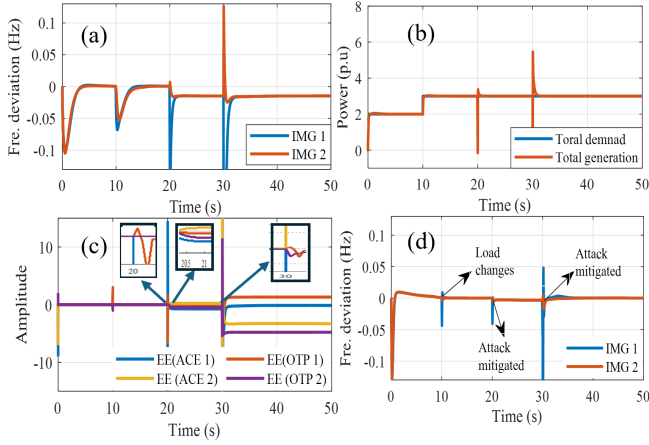 (a)
Fre. deviation (Hz)
0.1
0.05
0
-0.05
-0.1
IMG 1
IMG 2
0 10 20 30 40 50
Time (s)
(b)
Power (p.u)
8
6
4
2
0
Toral demnad
Total generation
0 10 20 30 40 50
Time (s)
(c)
Amplitude
10
0
-10
20
20.5 21
30
EE(ACE 1)
EE(OTP 1)
EE (ACE 2)
EE (OTP 2)
0 10 20 30 40 50
Time (s)
(d)
Fre. deviation (Hz)
0.1
0.05
0
-0.05
-0.1
Load
changes
Attack
mitigated
Attack
mitigated
IMG 1
IMG 2
0 10 20 30 40 50
Time (s)